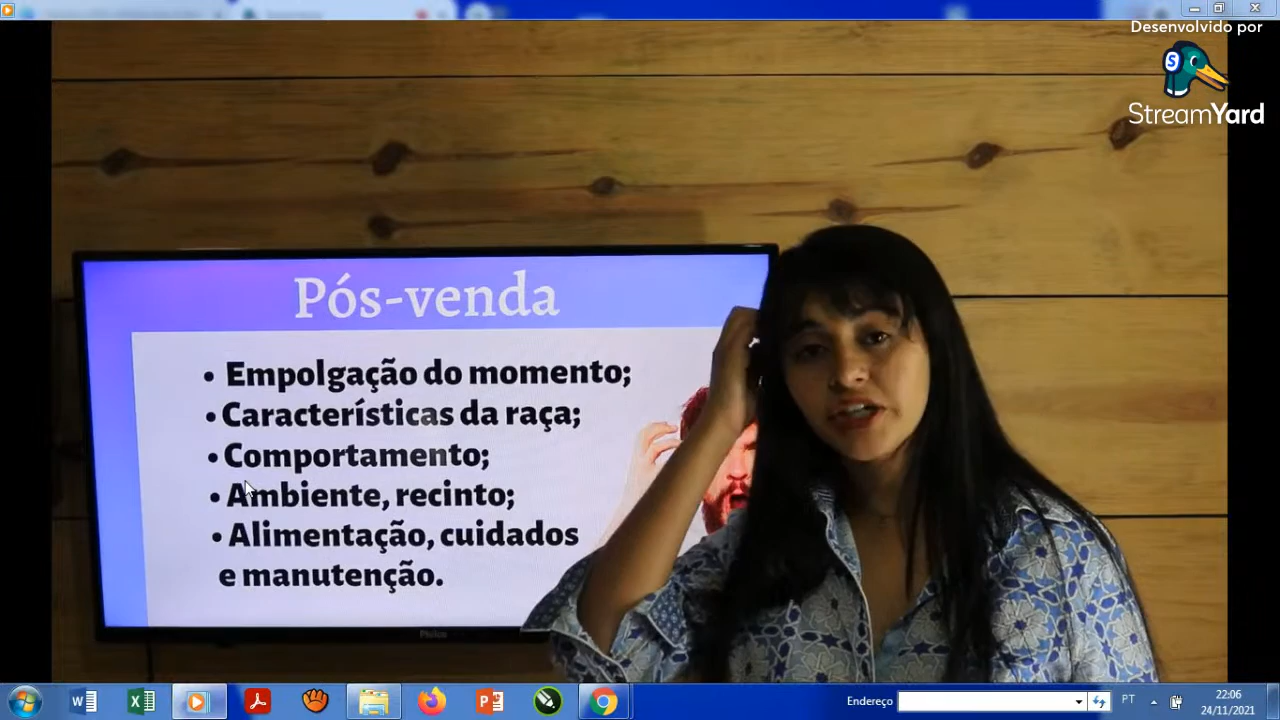 Desenvolvido por
StreamYard
Pós-venda
• Empolgação do momento;
• Características da raça;
• Comportamento;
• Ambiente, recinto;
• Alimentação, cuidados
e manutenção.
Philco
Endereço
PT
22:06
24/11/2021